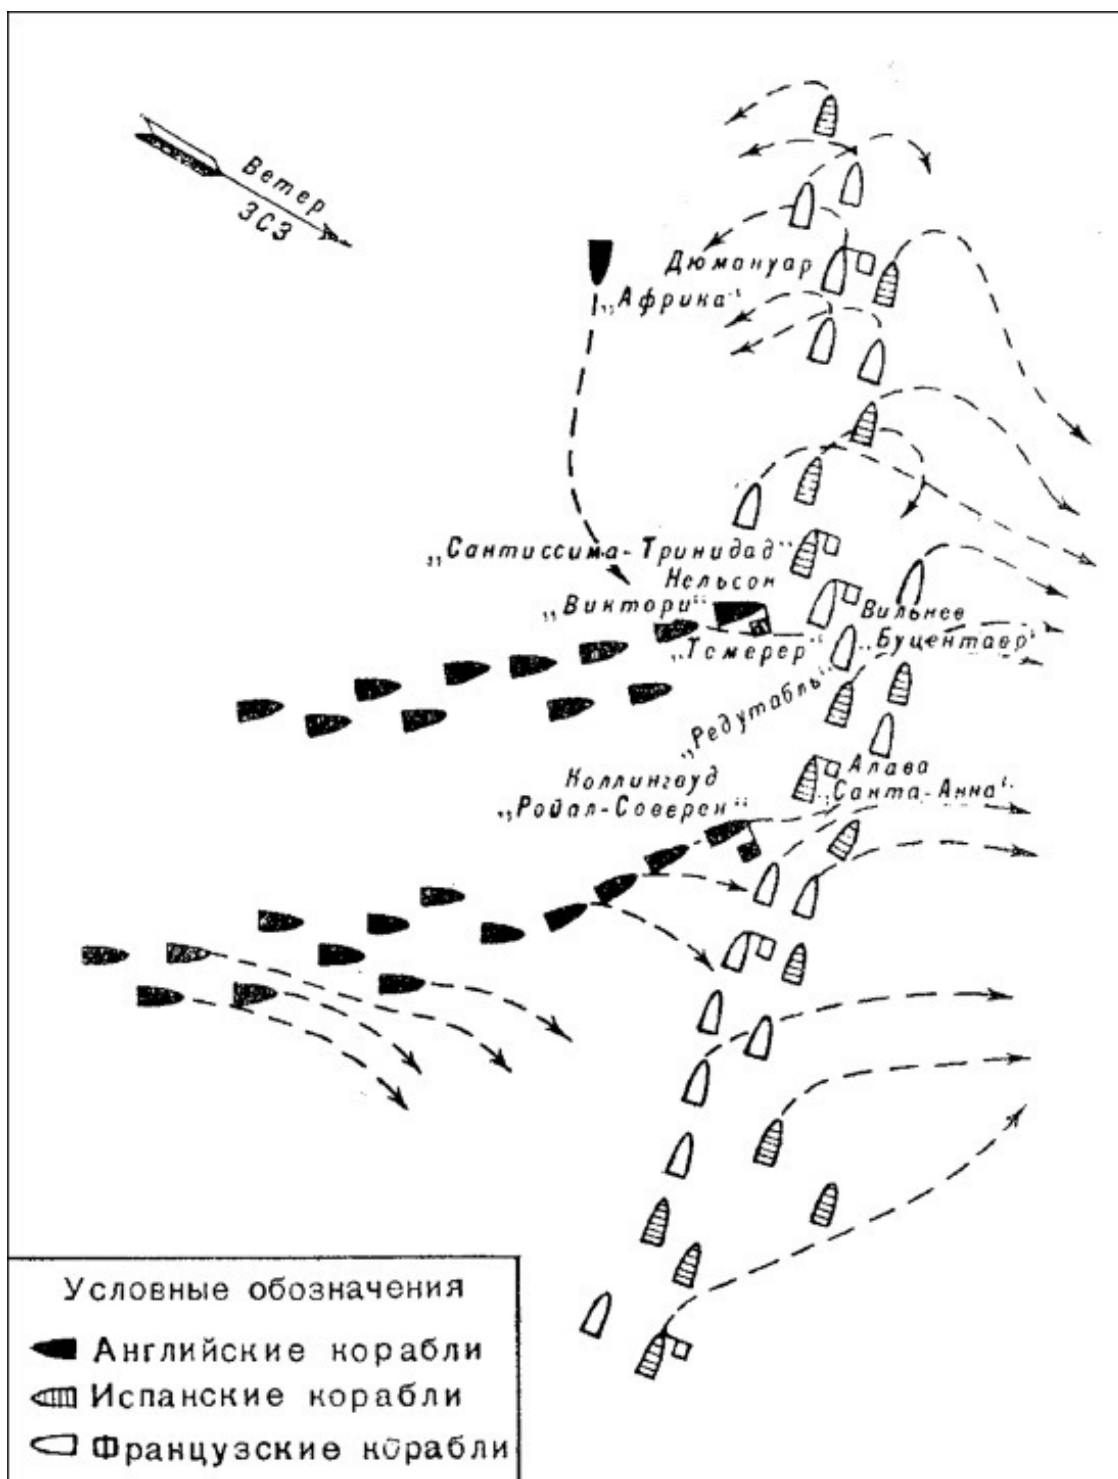 Ветер
ЗСЗ
Дюмануар
„Африка“
„Сантиссима-Тринидад“
Нельсон
„Виктори“
„Темерер“
Вильнев
„Буцентавр“
„Редутабль“
Коллингвуд
„Ройал-Соверен“
Алава
„Санта-Анна“
Условные обозначения
Английские корабли
Испанские корабли
Французские корабли